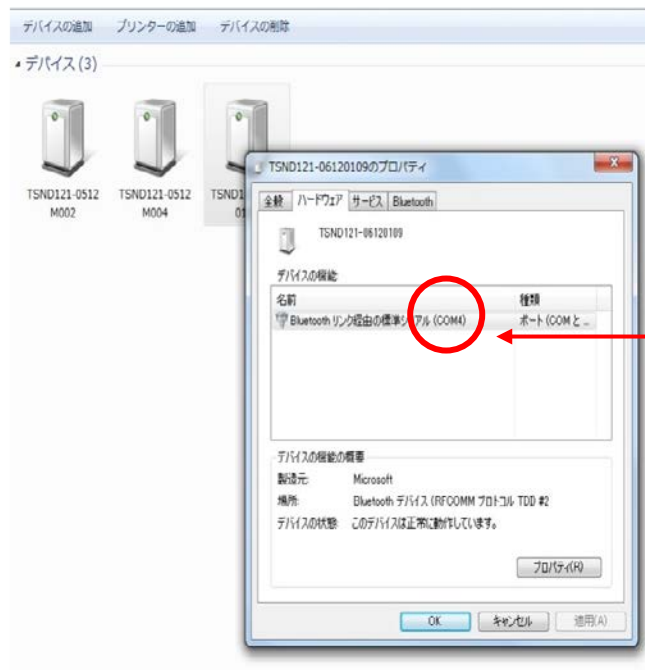 デバイスの追加 プリンターの追加 デバイスの削除
デバイス (3)
TSND121-0512
M002
TSND121-0512
M004
TSND1
01
TSND121-06120109のプロパティ
全般 ハードウェア サービス Bluetooth
TSND121-06120109
デバイスの機能:
名前 種類
Bluetooth リンク経由の標準シリアル (COM4) ポート (COM と ...
デバイスの機能の概要
製造元: Microsoft
場所: Bluetooth デバイス (RFCOMM プロトコル TDD #2
デバイスの状態: このデバイスは正常に動作しています。
プロパティ(R)
OK キャンセル 適用(A)